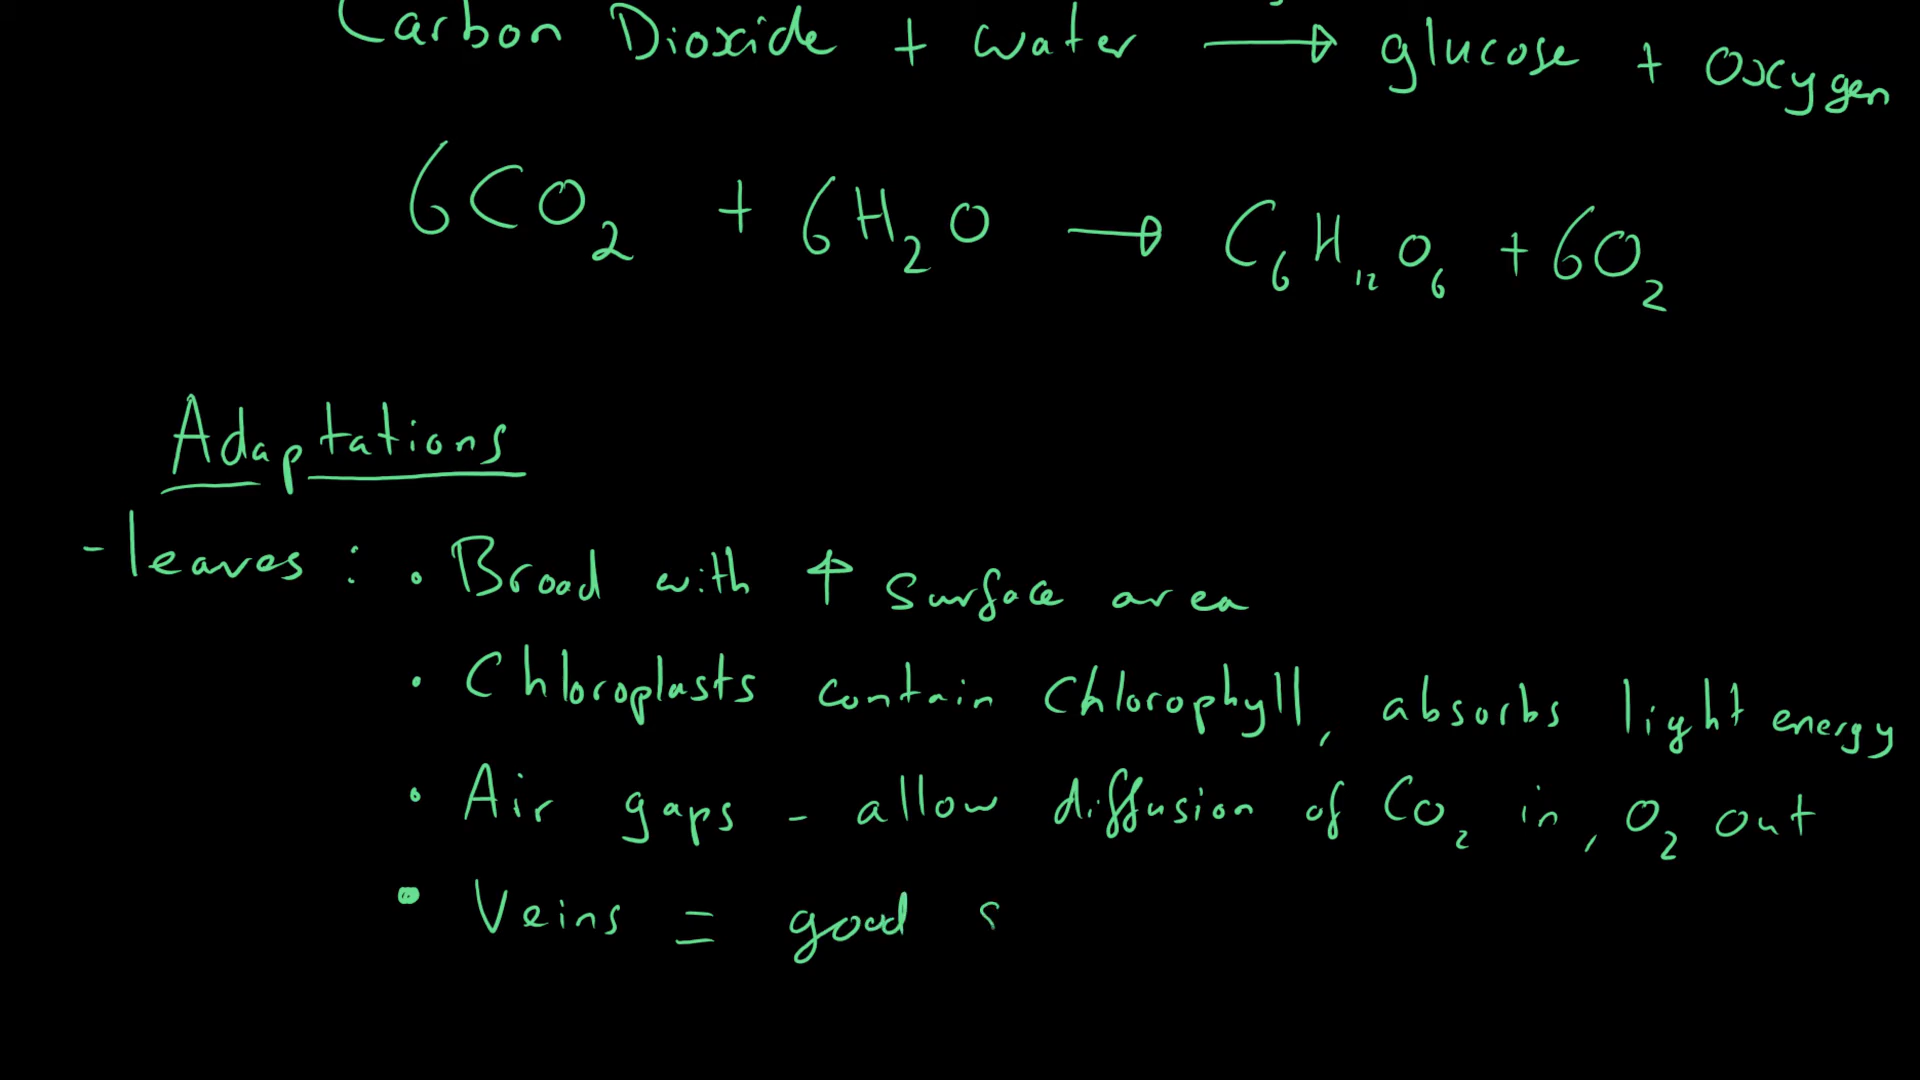 Carbon Dioxide + water → glucose + Oxygen
6CO₂ + 6H₂O → C₆H₁₂O₆ + 6O₂
Adaptations
- leaves : • Broad with ↑ surface area
• Chloroplasts contain Chlorophyll, absorbs light energy
• Air gaps - allow diffusion of CO₂ in, O₂ out
• Veins = good s